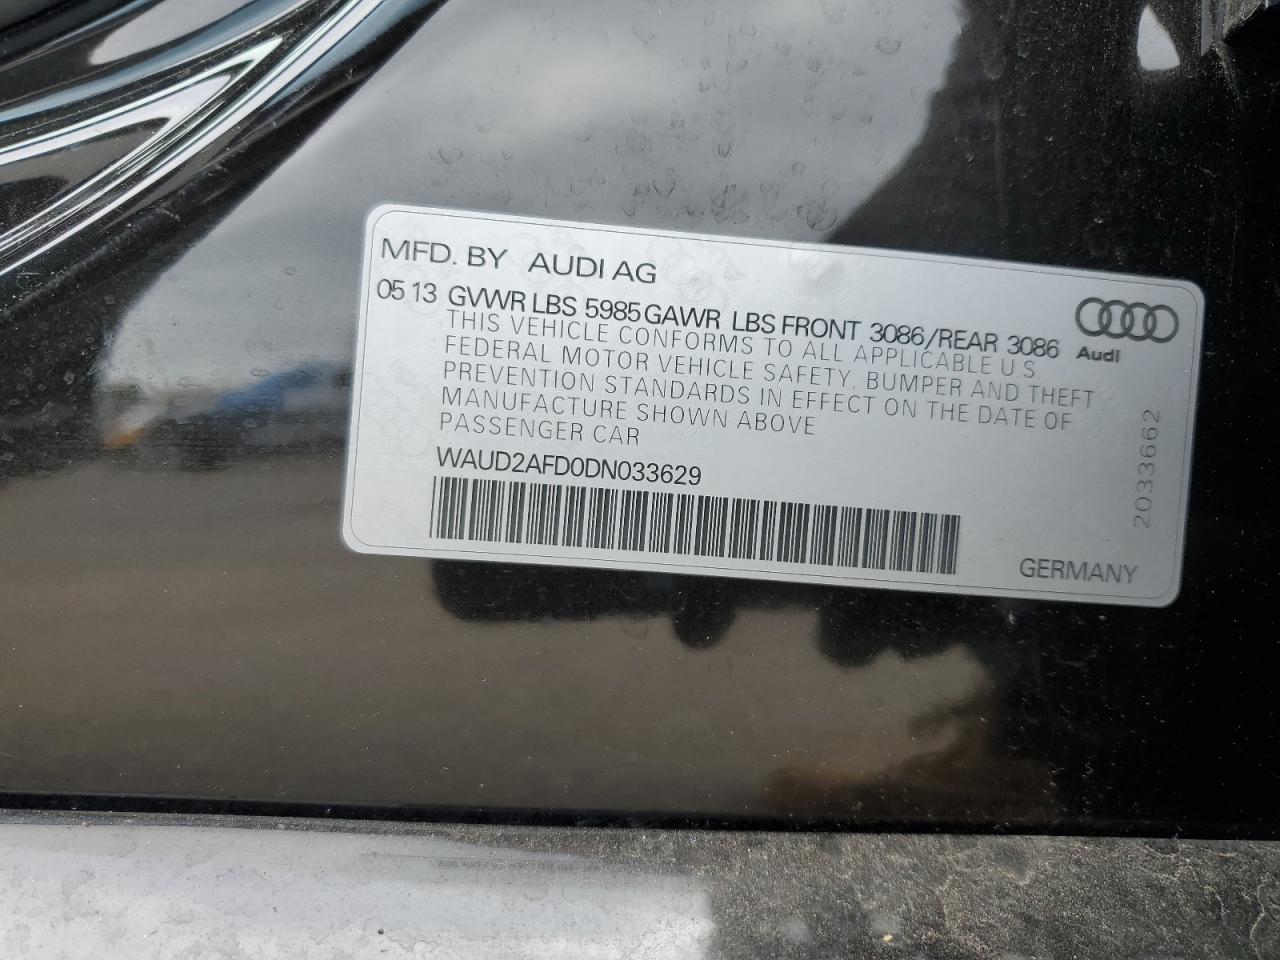 MFD. BY AUDI AG
05 13 GVWR LBS 5985 GAWR LBS FRONT 3086/REAR 3086
THIS VEHICLE CONFORMS TO ALL APPLICABLE U.S.
FEDERAL MOTOR VEHICLE SAFETY, BUMPER AND THEFT
PREVENTION STANDARDS IN EFFECT ON THE DATE OF
MANUFACTURE SHOWN ABOVE
PASSENGER CAR
WAUD2AFD0DN033629
Audi
2033662
GERMANY